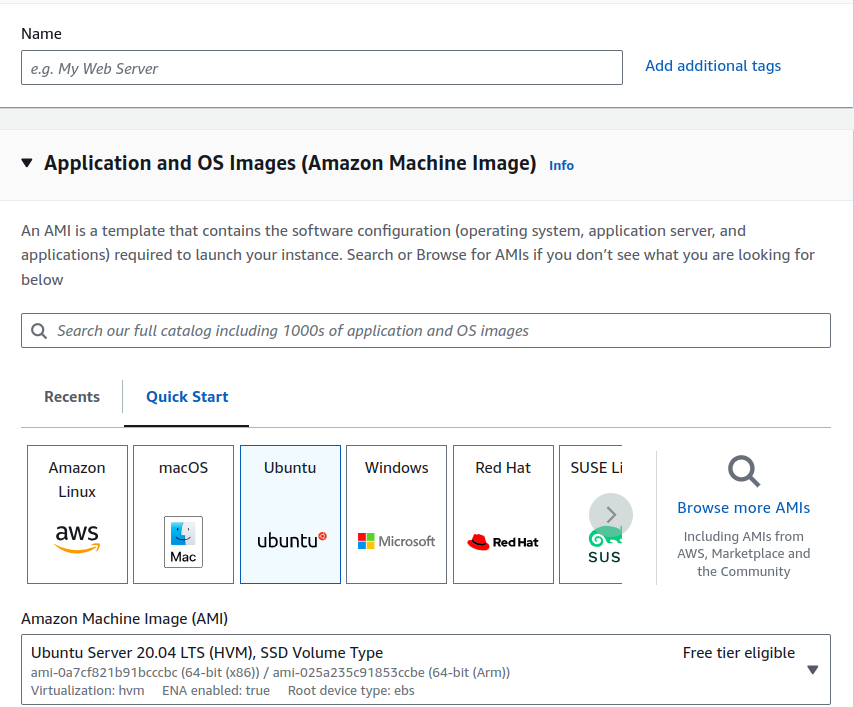 Name
e.g. My Web Server
Add additional tags
Application and OS Images (Amazon Machine Image) Info
An AMI is a template that contains the software configuration (operating system, application server, and
applications) required to launch your instance. Search or Browse for AMIs if you don’t see what you are looking for
below
Search our full catalog including 1000s of application and OS images
Recents
Quick Start
Amazon
Linux
aws
macOS
Mac
Ubuntu
ubuntu
Windows
Microsoft
Red Hat
Red Hat
SUSE Li
SUS
Browse more AMIs
Including AMIs from
AWS, Marketplace and
the Community
Amazon Machine Image (AMI)
Ubuntu Server 20.04 LTS (HVM), SSD Volume Type
Free tier eligible
ami-0a7cf821b91bcccbc (64-bit (x86)) / ami-025a235c91853ccbe (64-bit (Arm))
Virtualization: hvm ENA enabled: true Root device type: ebs